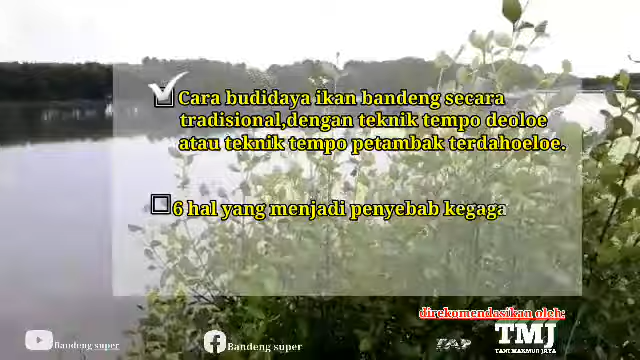 Cara budidaya ikan bandeng secara
tradisional,dengan teknik tempo deoloe
atau teknik tempo petambak terdahoeloe.
6 hal yang menjadi penyebab kegaga
direkomendasikan oleh:
TAP TMJ
TANI MAKMUR JAYA
Bandeng super
Bandeng super